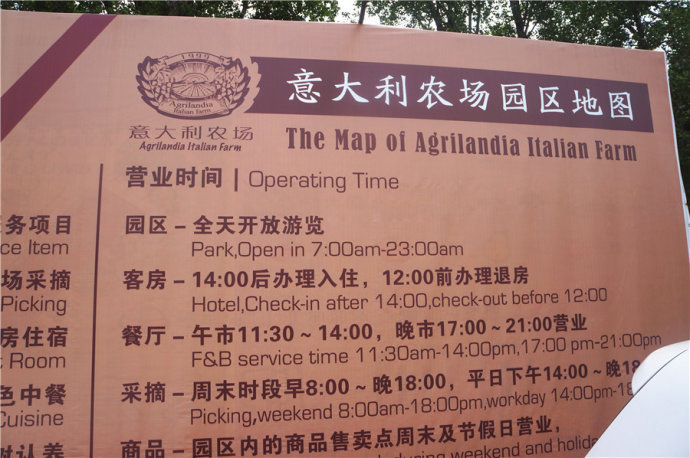 1999
Agrilandia
Italian Farm
意大利农场
Agrilandia Italian Farm
意大利农场园区地图
The Map of Agrilandia Italian Farm
营业时间 | Operating Time
园区 – 全天开放游览
Park,Open in 7:00am-23:00am
客房 – 14:00后办理入住，12:00前办理退房
Hotel,Check-in after 14:00,check-out before 12:00
餐厅 – 午市11:30 ~ 14:00，晚市17:00 ~ 21:00营业
F&B service time 11:30am-14:00pm,17:00 pm-21:00pm
采摘 – 周末时段早8:00 ~ 晚18:00，平日下午14:00 ~ 晚18
Picking,weekend 8:00am-18:00pm,workday 14:00pm-18
商品 – 园区内的商品售卖点周末及节假日营业，
during weekend and holid
务项目
ce Item
场采摘
Picking
房住宿
Room
色中餐
Cuisine
树认养